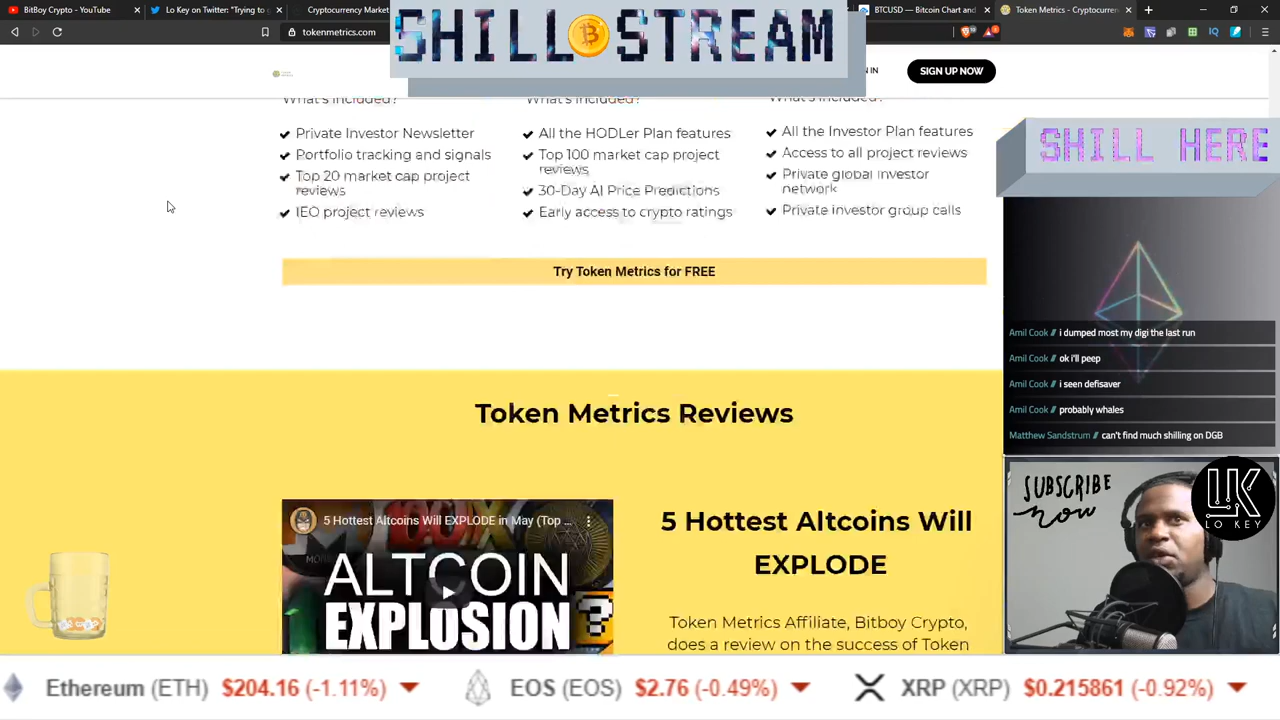 BitBoy Crypto - YouTube
Lo Key on Twitter: "Trying to
Cryptocurrency Market
BTCUSD — Bitcoin Chart and
Token Metrics - Cryptocurren
tokenmetrics.com
SHILL STREAM
IN
SIGN UP NOW
What's included?
What's included?
What's included?
Private Investor Newsletter
Portfolio tracking and signals
Top 20 market cap project
reviews
IEO project reviews
All the HODLer Plan features
Top 100 market cap project
reviews
30-Day AI Price Predictions
Early access to crypto ratings
All the Investor Plan features
Access to all project reviews
Private global investor
network
Private investor group calls
Try Token Metrics for FREE
SHILL HERE
Amil Cook // i dumped most my digi the last run
Amil Cook // ok i'll peep
Amil Cook // i seen defisaver
Amil Cook // probably whales
Matthew Sandstrum // can't find much shilling on DGB
Token Metrics Reviews
5 Hottest Altcoins Will EXPLODE in May (Top ...
ALTCOIN
EXPLOSION
5 Hottest Altcoins Will
EXPLODE
Token Metrics Affiliate, Bitboy Crypto,
does a review on the success of Token
SUBSCRIBE
now
LK
LO KEY
Ethereum (ETH) $204.16 (-1.11%)
EOS (EOS) $2.76 (-0.49%)
XRP (XRP) $0.215861 (-0.92%)